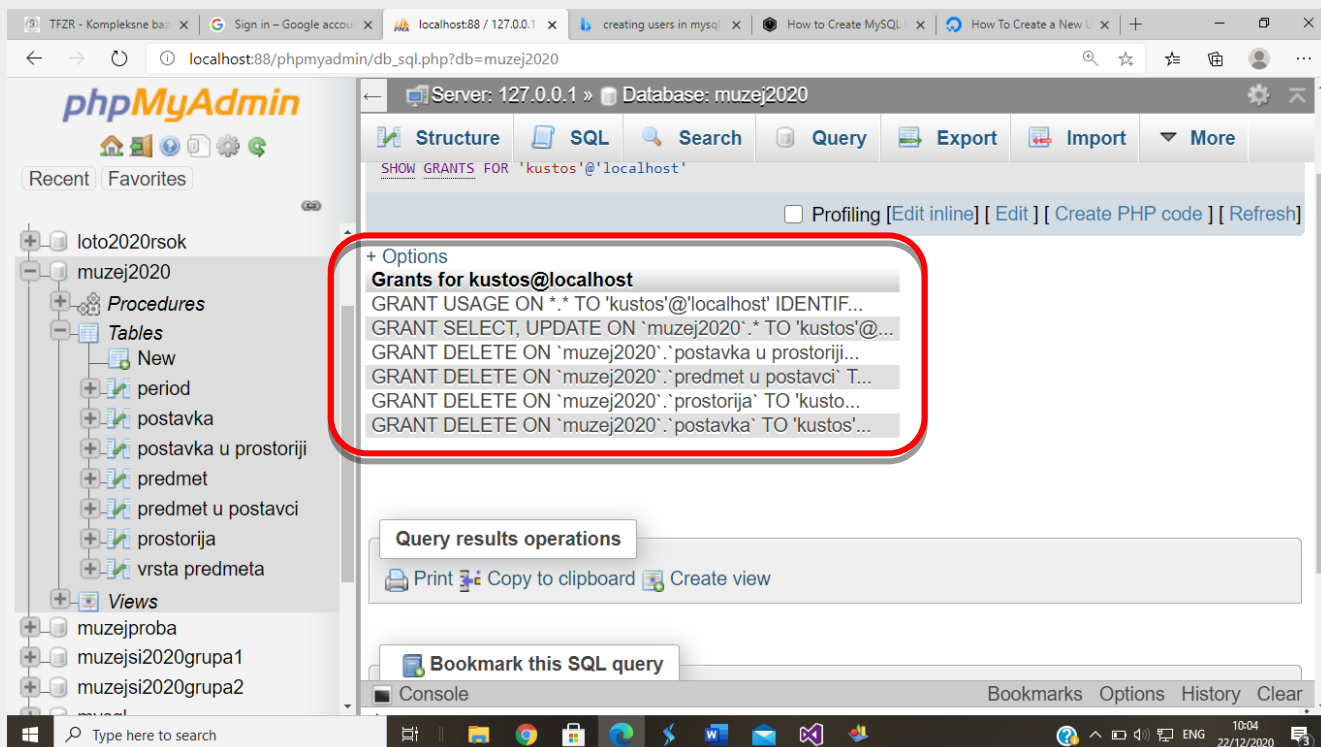 TFZR - Kompleksne baz
Sign in – Google accou
localhost:88 / 127.0.0.1
creating users in mysql
How to Create MySQL
How To Create a New
localhost:88/phpmyadmin/db_sql.php?db=muzej2020
phpMyAdmin
Recent Favorites
loto2020rsok
muzej2020
Procedures
Tables
New
period
postavka
postavka u prostoriji
predmet
predmet u postavci
prostorija
vrsta predmeta
Views
muzejproba
muzejsi2020grupa1
muzejsi2020grupa2
Server: 127.0.0.1 » Database: muzej2020
Structure SQL Search Query Export Import More
SHOW GRANTS FOR 'kustos'@'localhost'
Profiling [Edit inline] [ Edit ] [ Create PHP code ] [ Refresh]
+ Options
Grants for kustos@localhost
GRANT USAGE ON *.* TO 'kustos'@'localhost' IDENTIF...
GRANT SELECT, UPDATE ON `muzej2020`.* TO 'kustos'@...
GRANT DELETE ON `muzej2020`.`postavka u prostoriji...
GRANT DELETE ON `muzej2020`.`predmet u postavci` T...
GRANT DELETE ON `muzej2020`.`prostorija` TO 'kusto...
GRANT DELETE ON `muzej2020`.`postavka` TO 'kustos'...
Query results operations
Print Copy to clipboard Create view
Bookmark this SQL query
Console Bookmarks Options History Clear
Type here to search
ENG
10:04
22/12/2020